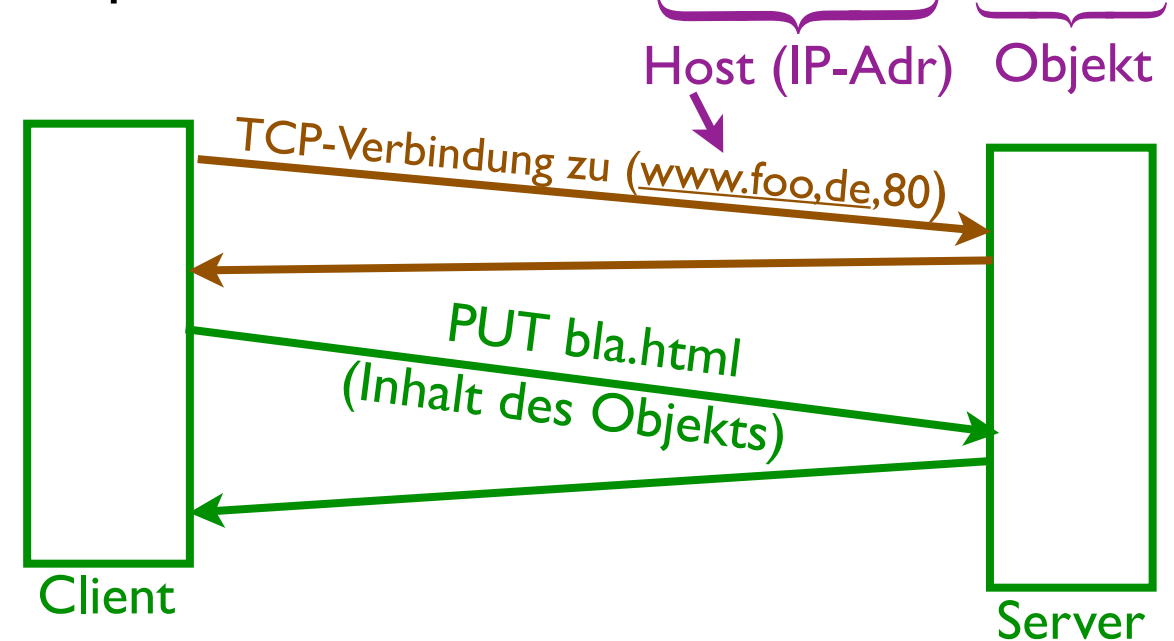 Host (IP-Adr) Objekt
TCP-Verbindung zu (www.foo,de,80)
PUT bla.html
(Inhalt des Objekts)
Client
Server